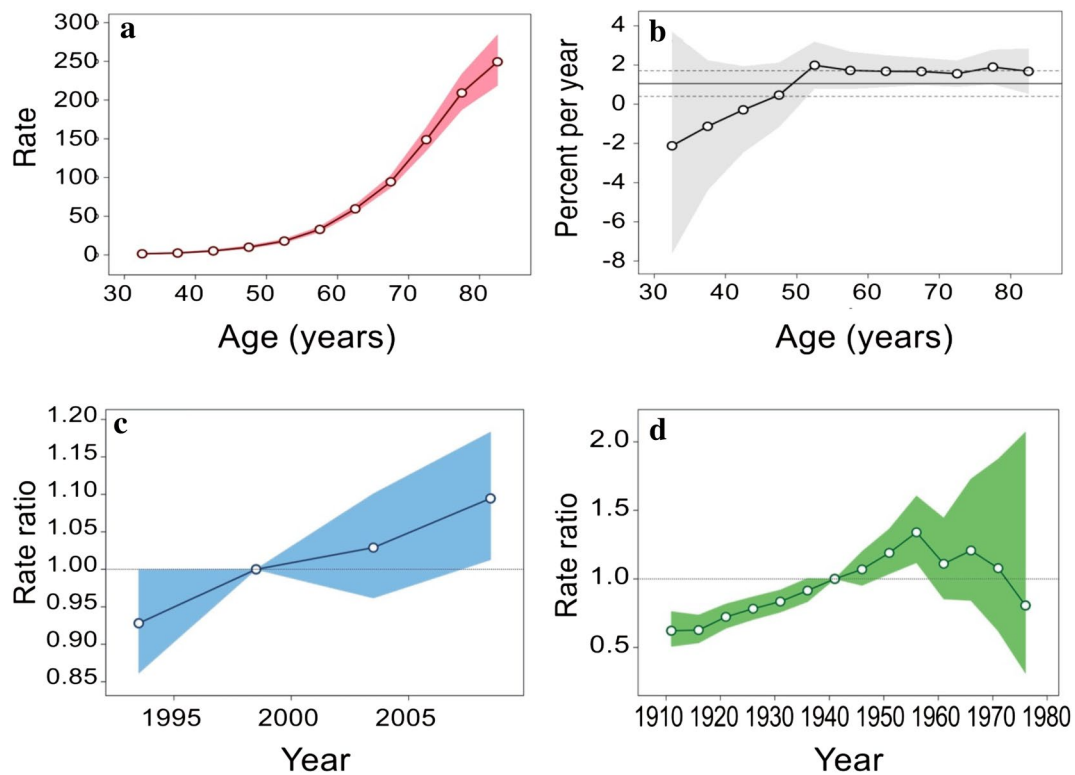 a
300
250
200
150
100
50
0
Rate
30 40 50 60 70 80
Age (years)
b
4
2
0
-2
-4
-6
-8
Percent per year
30 40 50 60 70 80
Age (years)
c
1.20
1.15
1.10
1.05
1.00
0.95
0.90
0.85
Rate ratio
1995 2000 2005
Year
d
2.0
1.5
1.0
0.5
Rate ratio
1910 1920 1930 1940 1950 1960 1970 1980
Year